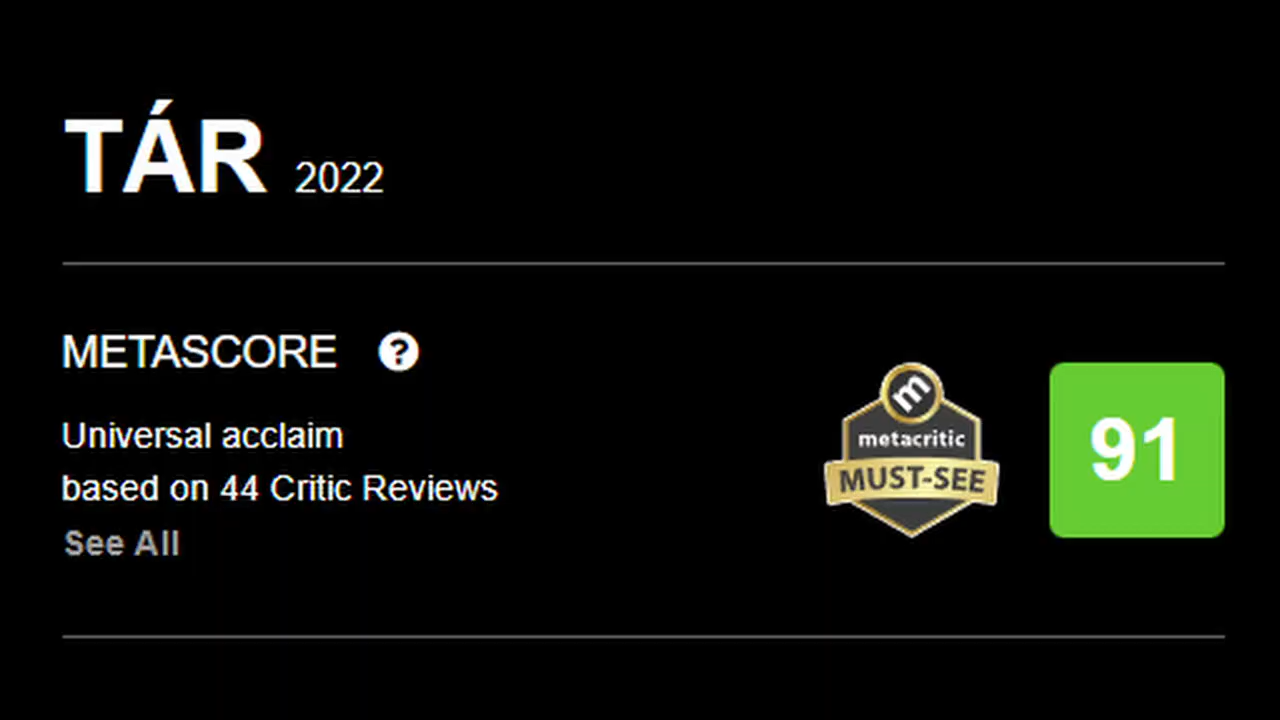 TÁR 2022
METASCORE ?
Universal acclaim
based on 44 Critic Reviews
See All
m
metacritic
MUST-SEE
91